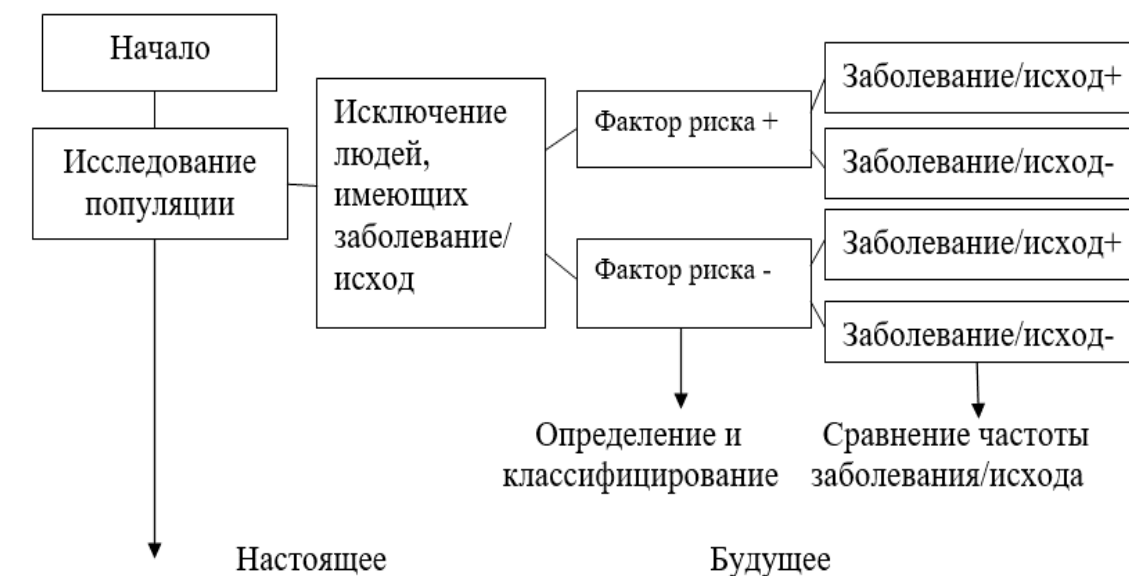 Начало
Исследование
популяции
Исключение
людей,
имеющих
заболевание/
исход
Фактор риска +
Фактор риска -
Заболевание/исход+
Заболевание/исход-
Заболевание/исход+
Заболевание/исход-
Определение и
классифицирование
Сравнение частоты
заболевания/исхода
Настоящее
Будущее